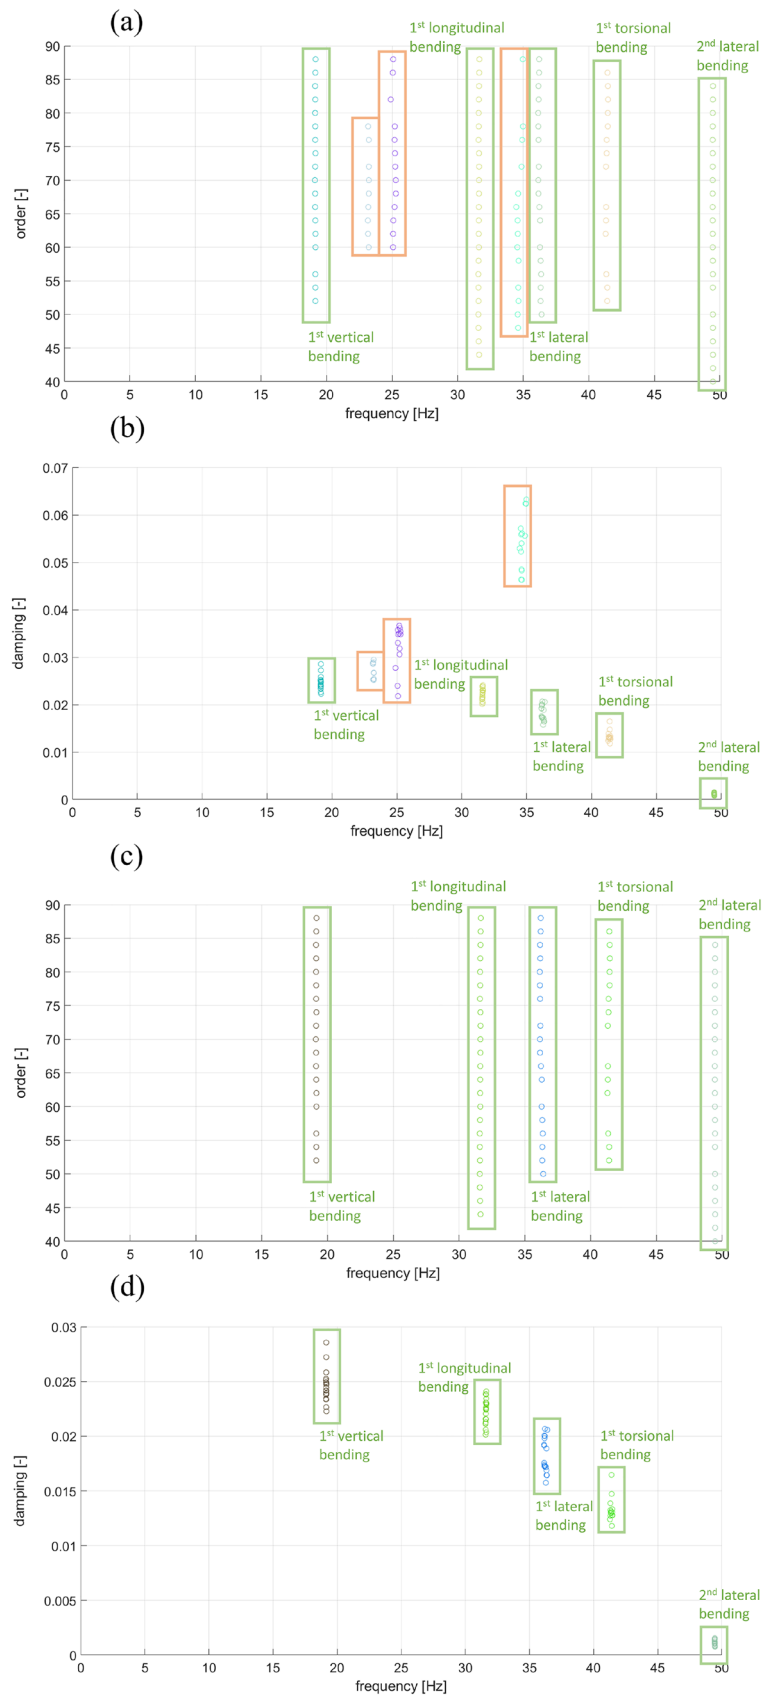 (a)
1st longitudinal
bending
1st torsional
bending
2nd lateral
bending
90
85
80
75
70
65
60
55
50
45
40
order [-]
1st vertical
bending
1st lateral
bending
0 5 10 15 20 25 30 35 40 45 50
frequency [Hz]
(b)
0.07
0.06
0.05
0.04
0.03
0.02
0.01
0
damping [-]
1st longitudinal
bending
1st torsional
bending
1st vertical
bending
1st lateral
bending
2nd lateral
bending
0 5 10 15 20 25 30 35 40 45 50
frequency [Hz]
(c)
1st longitudinal
bending
1st torsional
bending
2nd lateral
bending
90
85
80
75
70
65
60
55
50
45
40
order [-]
1st vertical
bending
1st lateral
bending
0 5 10 15 20 25 30 35 40 45 50
frequency [Hz]
(d)
0.03
0.025
0.02
0.015
0.01
0.005
0
damping [-]
1st longitudinal
bending
1st vertical
bending
1st torsional
bending
1st lateral
bending
2nd lateral
bending
0 5 10 15 20 25 30 35 40 45 50
frequency [Hz]